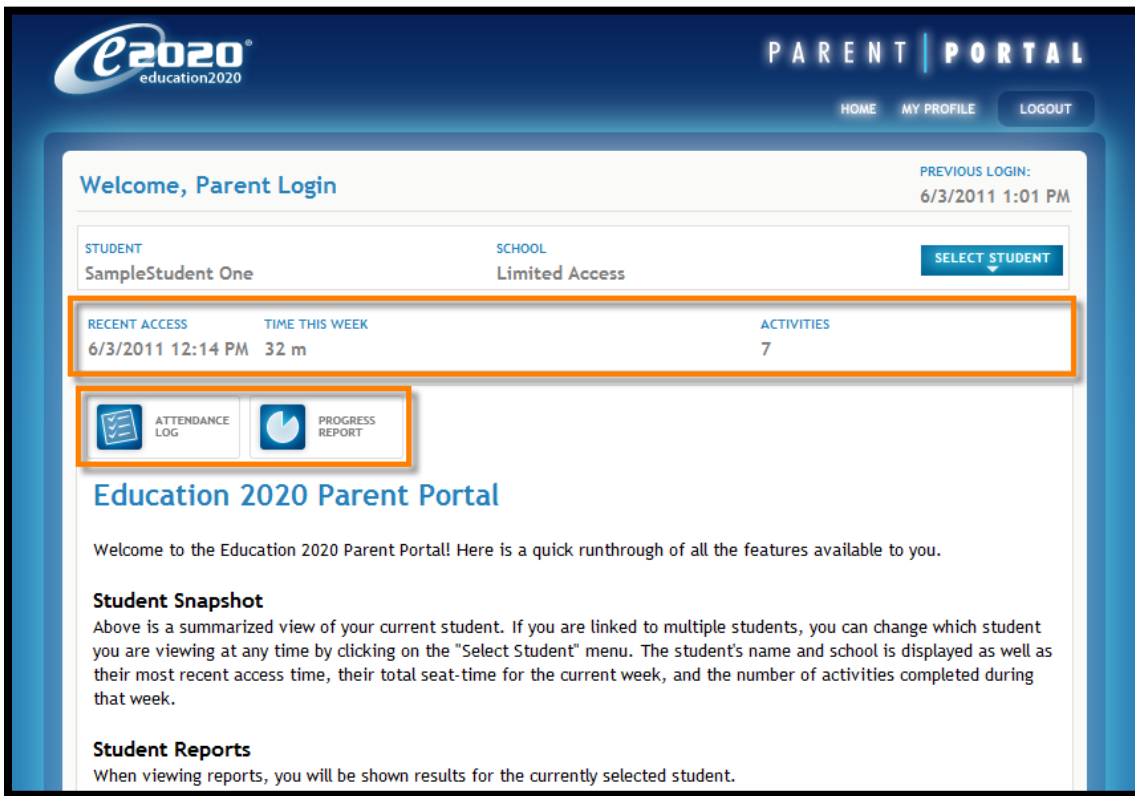 e2020®
education2020
PARENT | PORTAL
HOME MY PROFILE LOGOUT
Welcome, Parent Login
PREVIOUS LOGIN:
6/3/2011 1:01 PM
STUDENT SCHOOL
SampleStudent One Limited Access
SELECT STUDENT
RECENT ACCESS TIME THIS WEEK ACTIVITIES
6/3/2011 12:14 PM 32 m 7
ATTENDANCE
LOG
PROGRESS
REPORT
Education 2020 Parent Portal
Welcome to the Education 2020 Parent Portal! Here is a quick runthrough of all the features available to you.
Student Snapshot
Above is a summarized view of your current student. If you are linked to multiple students, you can change which student
you are viewing at any time by clicking on the "Select Student" menu. The student's name and school is displayed as well as
their most recent access time, their total seat-time for the current week, and the number of activities completed during
that week.
Student Reports
When viewing reports, you will be shown results for the currently selected student.